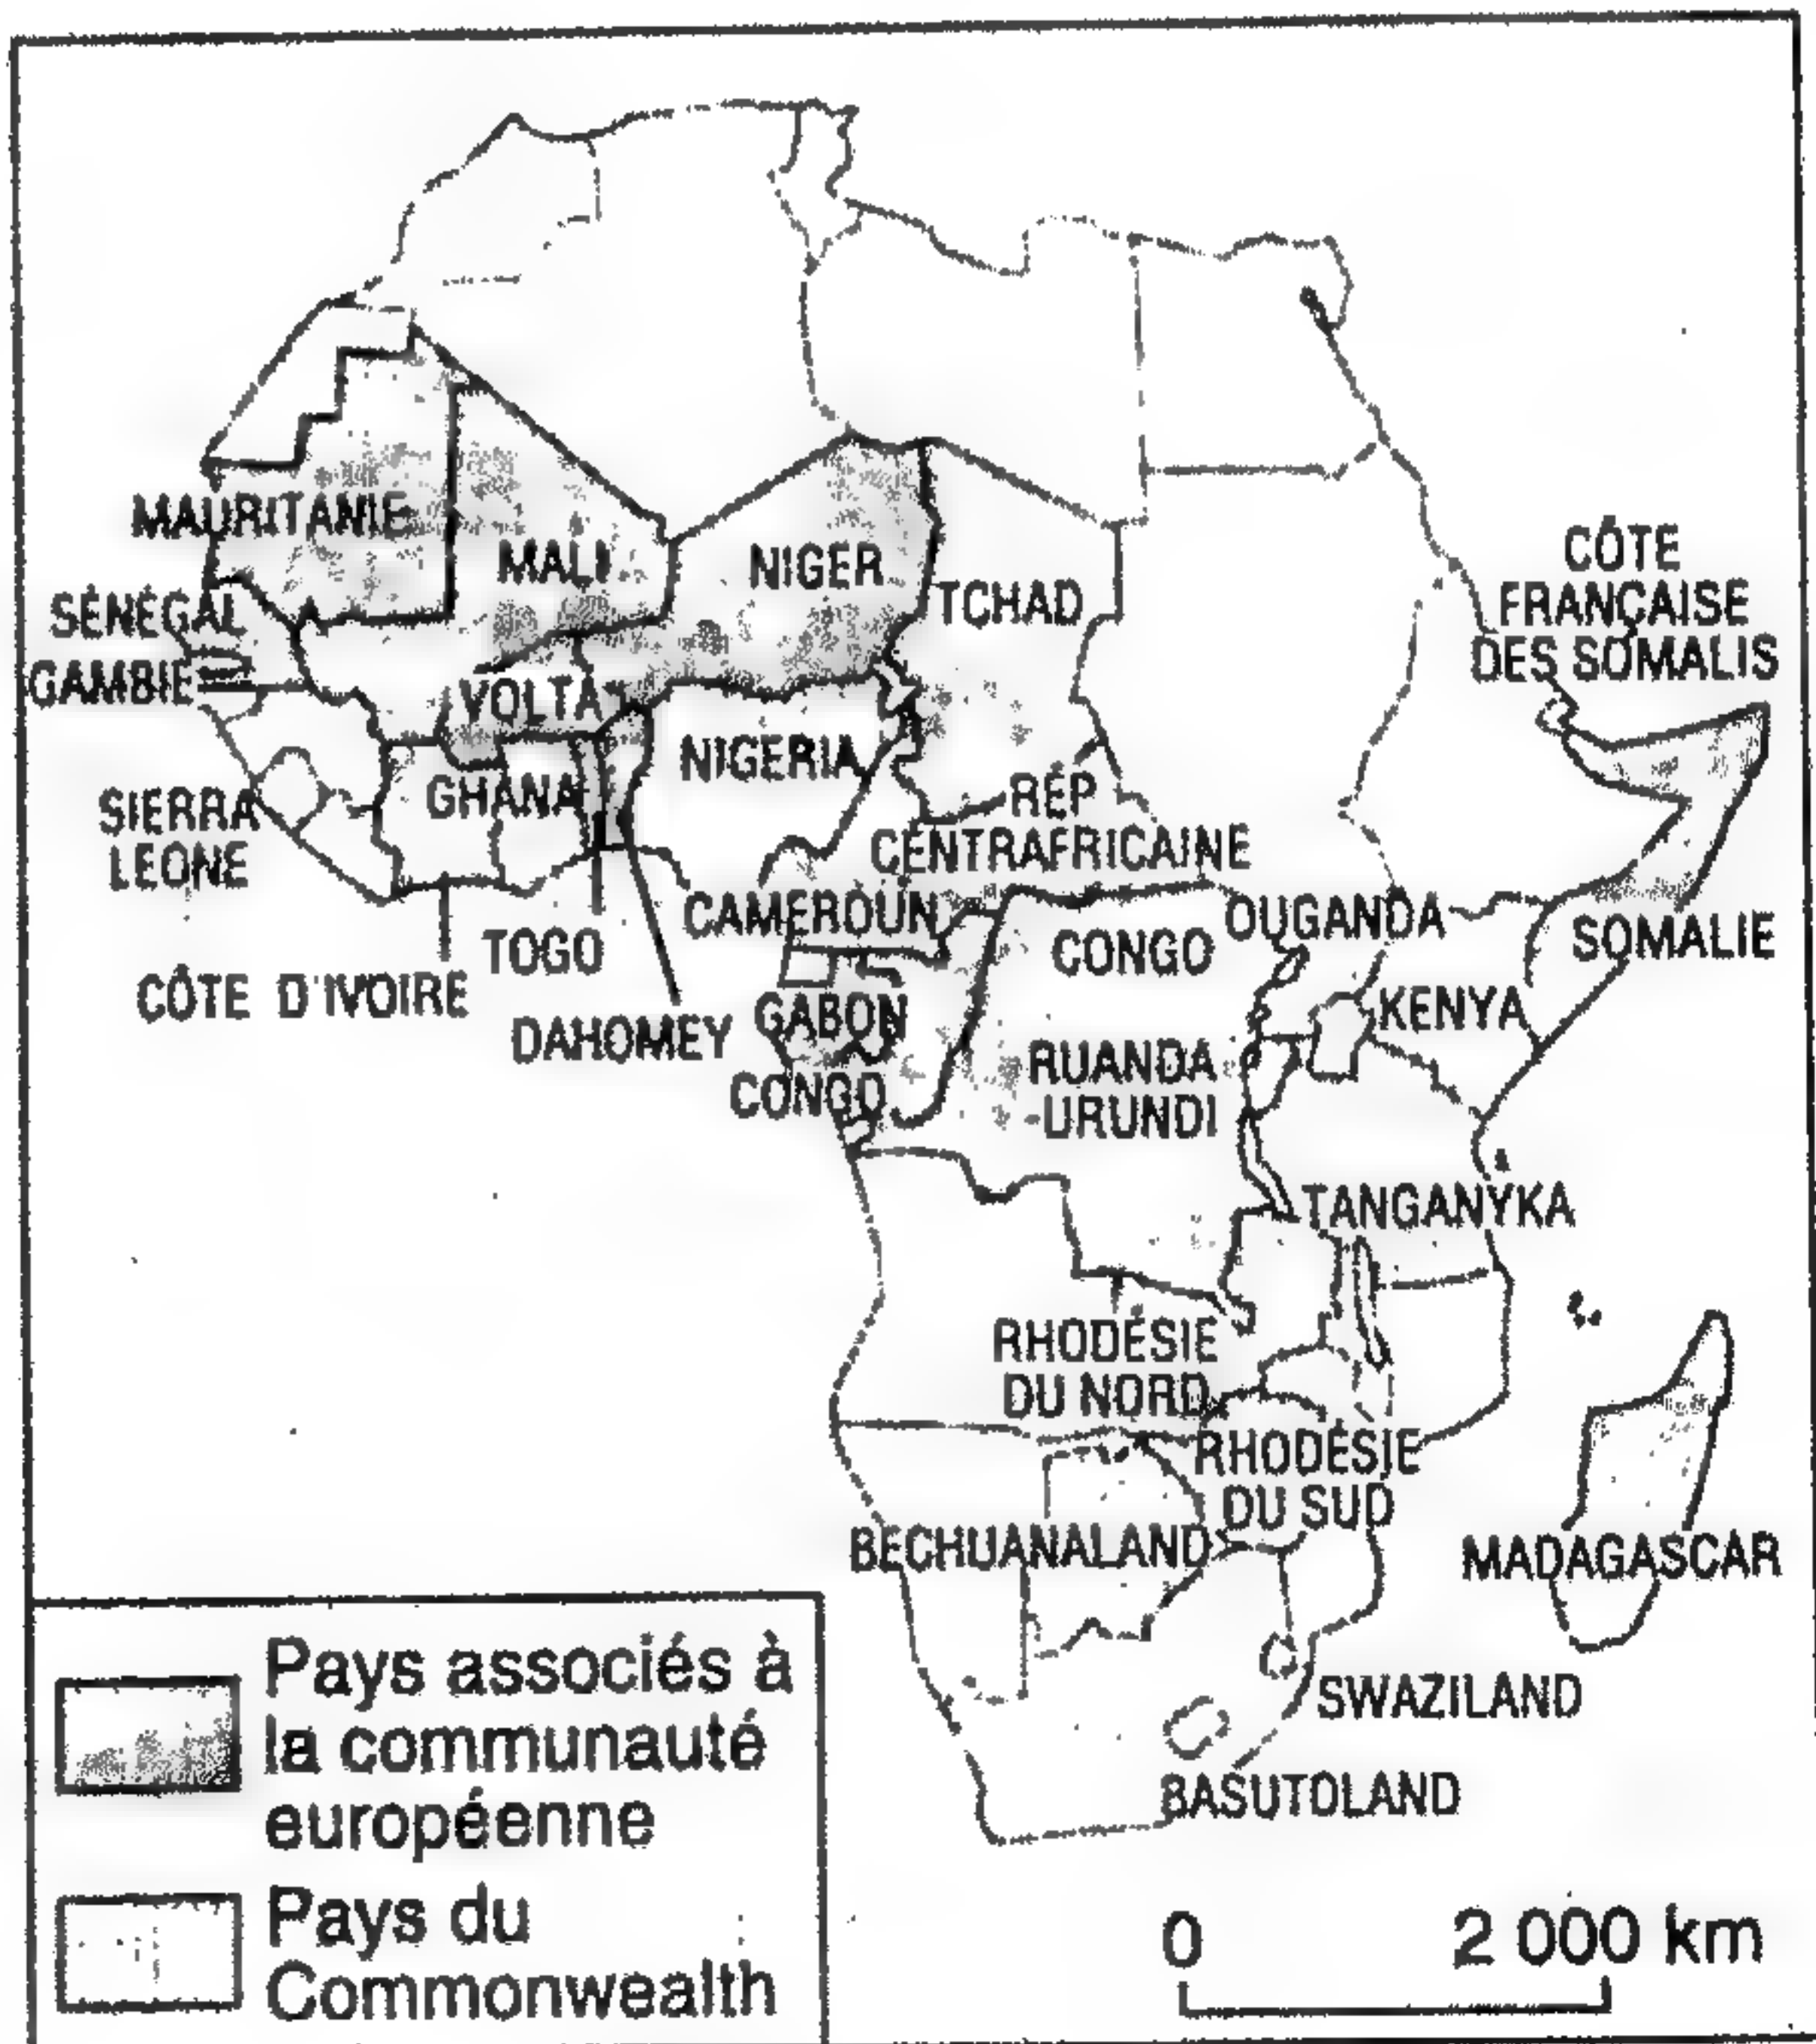 MAURITANIE
MALI
NIGER
TCHAD
CÔTE
FRANÇAISE
DES SOMALIS
SÉNÉGAL
GAMBIE
VOLTA
NIGERIA
SIERRA
LEONE
GHANA
RÉP
CENTRAFRICAINE
CAMEROUN
OUGANDA
SOMALIE
TOGO
CONGO
CÔTE D'IVOIRE
DAHOMEY
GABON
KENYA
CONGO
RUANDA
-URUNDI
TANGANYKA
RHODÉSIE
DU NORD
RHODÉSIE
DU SUD
BECHUANALAND
MADAGASCAR
SWAZILAND
BASUTOLAND
Pays associés à
la communauté
européenne
Pays du
Commonwealth
0 2 000 km